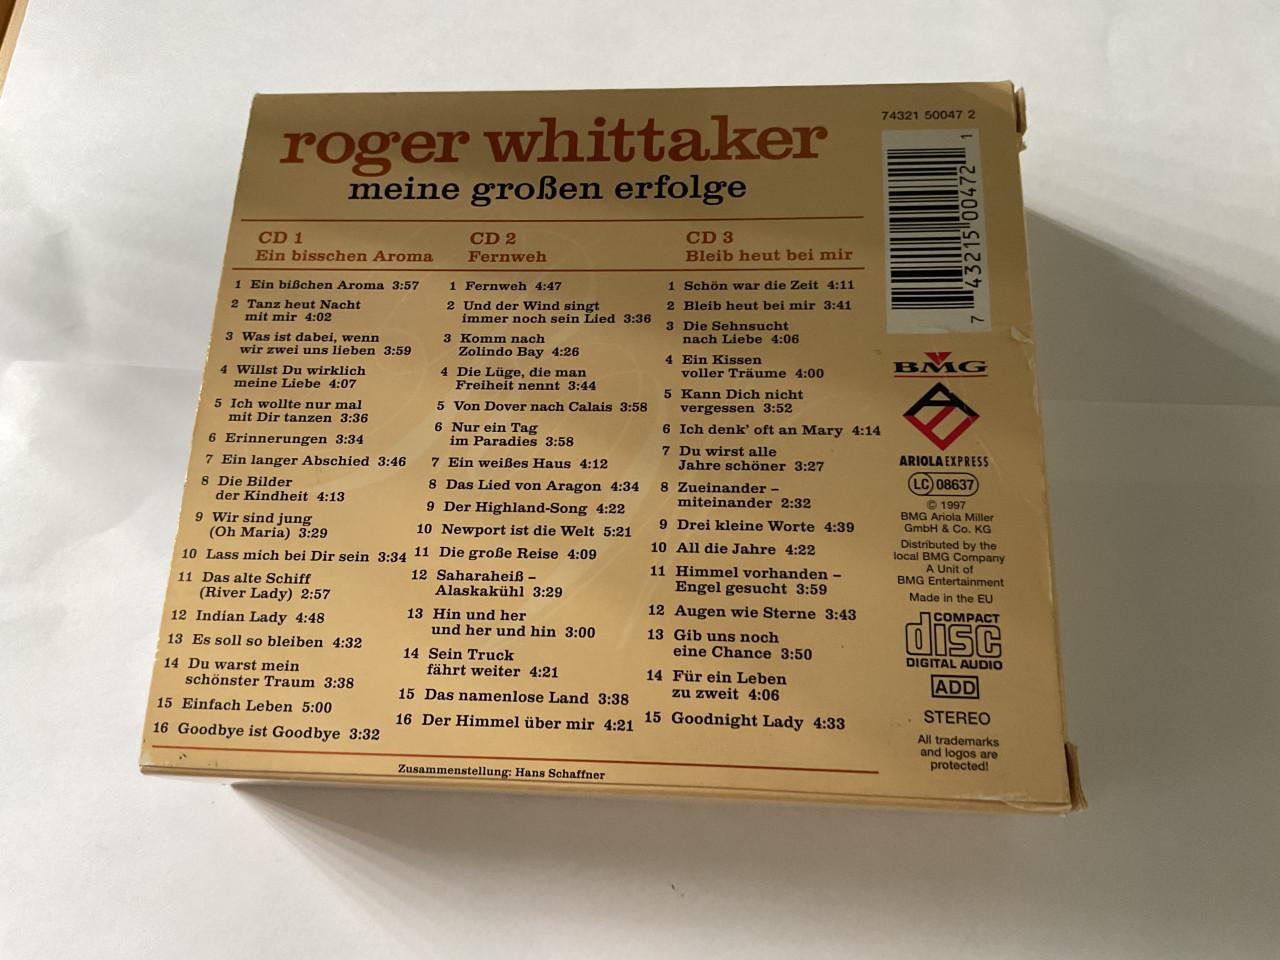 roger whittaker
meine großen erfolge
CD 1
Ein bisschen Aroma
1 Ein bißchen Aroma 3:57
2 Tanz heut Nacht
mit mir 4:02
3 Was ist dabei, wenn
wir zwei uns lieben 3:59
4 Willst Du wirklich
meine Liebe 4:07
5 Ich wollte nur mal
mit Dir tanzen 3:36
6 Erinnerungen 3:34
7 Ein langer Abschied 3:46
8 Die Bilder
der Kindheit 4:13
9 Wir sind jung
(Oh Maria) 3:29
10 Lass mich bei Dir sein 3:34
11 Das alte Schiff
(River Lady) 2:57
12 Indian Lady 4:48
13 Es soll so bleiben 4:32
14 Du warst mein
schönster Traum 3:38
15 Einfach Leben 5:00
16 Goodbye ist Goodbye 3:32
CD 2
Fernweh
1 Fernweh 4:47
2 Und der Wind singt
immer noch sein Lied 3:36
3 Komm nach
Zolindo Bay 4:26
4 Die Lüge, die man
Freiheit nennt 3:44
5 Von Dover nach Calais 3:58
6 Nur ein Tag
im Paradies 3:58
7 Ein weißes Haus 4:12
8 Das Lied von Aragon 4:34
9 Der Highland-Song 4:22
10 Newport ist die Welt 5:21
11 Die große Reise 4:09
12 Saharaheiß –
Alaskakühl 3:29
13 Hin und her
und her und hin 3:00
14 Sein Truck
fährt weiter 4:21
15 Das namenlose Land 3:38
16 Der Himmel über mir 4:21
CD 3
Bleib heut bei mir
1 Schön war die Zeit 4:11
2 Bleib heut bei mir 3:41
3 Die Sehnsucht
nach Liebe 4:06
4 Ein Kissen
voller Träume 4:00
5 Kann Dich nicht
vergessen 3:52
6 Ich denk' oft an Mary 4:14
7 Du wirst alle
Jahre schöner 3:27
8 Zueinander –
miteinander 2:32
9 Drei kleine Worte 4:39
10 All die Jahre 4:22
11 Himmel vorhanden –
Engel gesucht 3:59
12 Augen wie Sterne 3:43
13 Gib uns noch
eine Chance 3:50
14 Für ein Leben
zu zweit 4:06
15 Goodnight Lady 4:33
Zusammenstellung: Hans Schaffner
74321 50047 2
7 43215 00472 1
BMG
ARIOLA EXPRESS
LC 08637
© 1997
BMG Ariola Miller
GmbH & Co. KG
Distributed by the
local BMG Company
A Unit of
BMG Entertainment
Made in the EU
COMPACT
disc
DIGITAL AUDIO
ADD
STEREO
All trademarks
and logos are
protected!